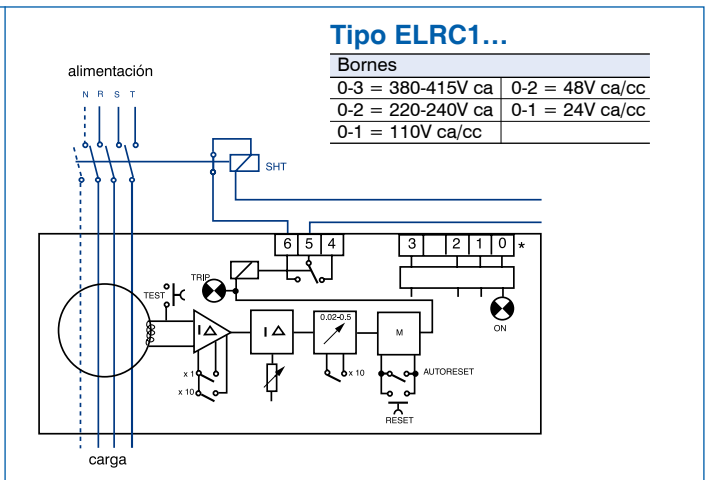 Tipo ELRC1...
Bornes
0-3 = 380-415V ca 0-2 = 48V ca/cc
0-2 = 220-240V ca 0-1 = 24V ca/cc
0-1 = 110V ca/cc
alimentación
N R S T
SHT
6 5 4
3 2 1 0 *
TRIP
TEST
ON
0.02-0.5
I Δ
I Δ
M
x 1
x 10
x 10
AUTORESET
RESET
carga